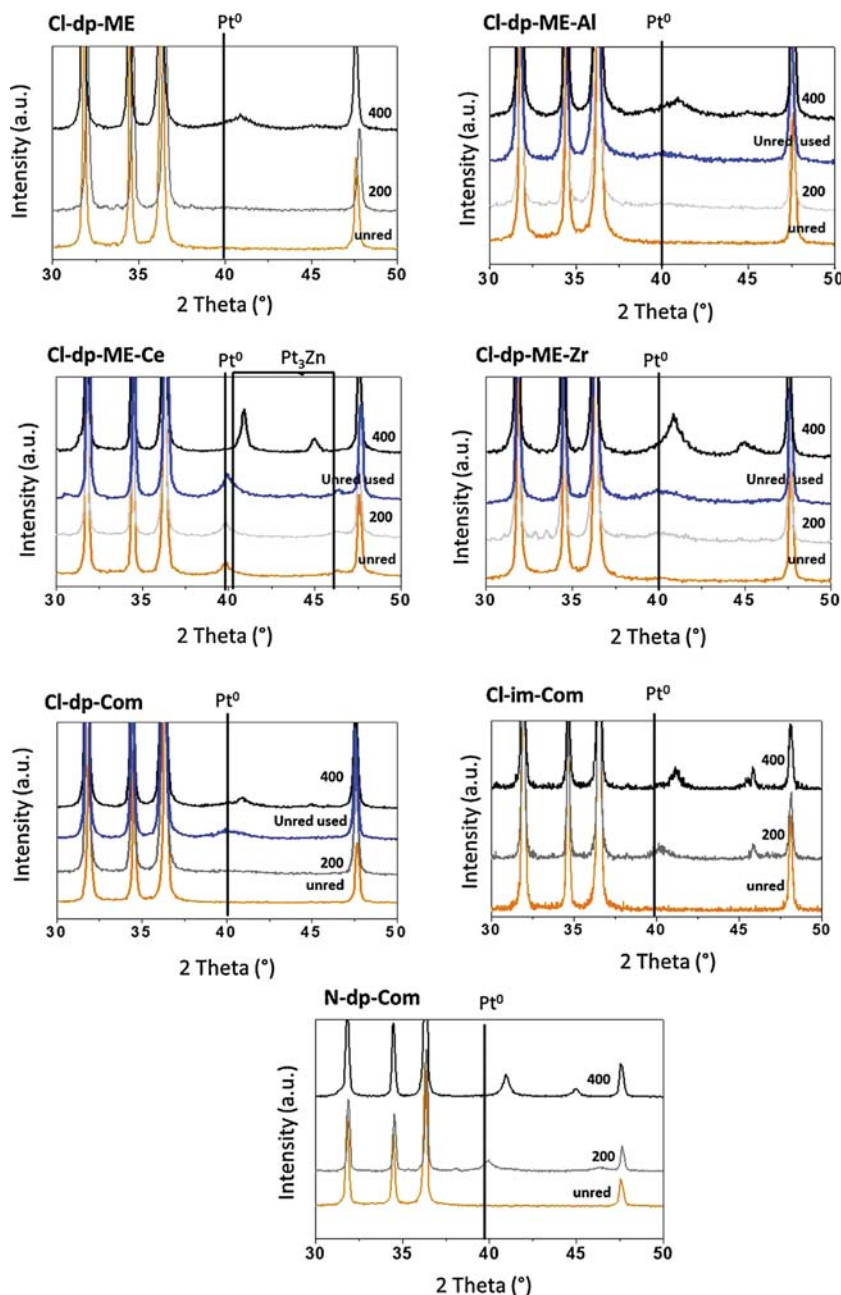 Cl-dp-ME
Pt⁰
Intensity (a.u.)
400
200
unred
30 35 40 45 50
2 Theta (°)
Cl-dp-ME-Al
Pt⁰
Intensity (a.u.)
400
Unred used
200
unred
30 35 40 45 50
2 Theta (°)
Cl-dp-ME-Ce
Pt⁰
Pt₃Zn
Intensity (a.u.)
400
Unred used
200
unred
30 35 40 45 50
2 Theta (°)
Cl-dp-ME-Zr
Pt⁰
Intensity (a.u.)
400
Unred used
200
unred
30 35 40 45 50
2 Theta (°)
Cl-dp-Com
Pt⁰
Intensity (a.u.)
400
Unred used
200
unred
30 35 40 45 50
2 Theta (°)
Cl-im-Com
Pt⁰
Intensity (a.u.)
400
200
unred
30 35 40 45 50
2 Theta (°)
N-dp-Com
Pt⁰
Intensity (a.u.)
400
200
unred
30 35 40 45 50
2 Theta (°)